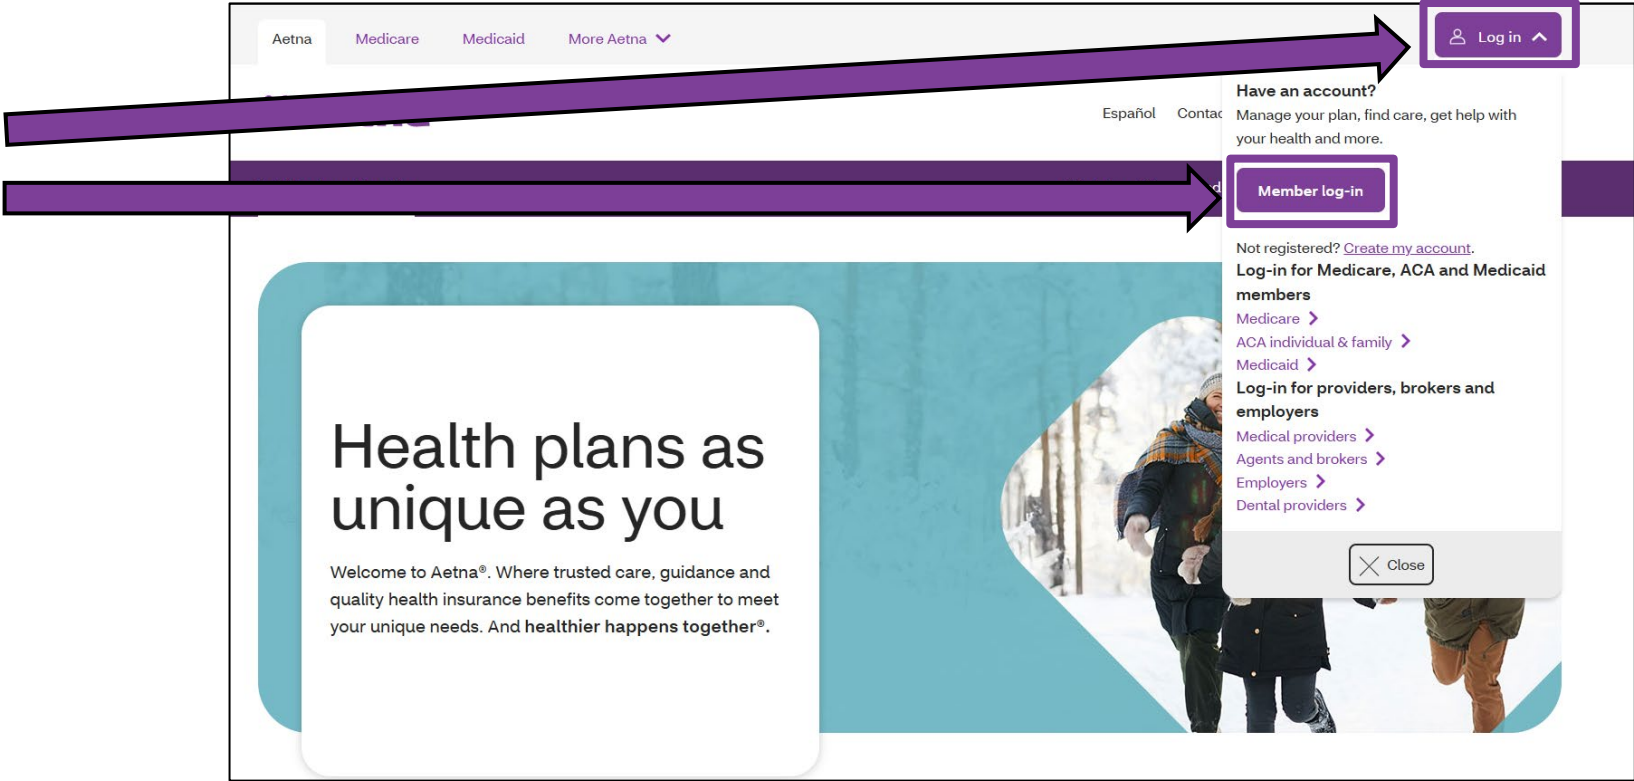 Aetna Medicare Medicaid More Aetna Log in
Have an account?
Español
Manage your plan, find care, get help with
your health and more.
Member log-in
Not registered? Create my account.
Log-in for Medicare, ACA and Medicaid
members
Medicare
ACA individual & family
Medicaid
Log-in for providers, brokers and
employers
Medical providers
Agents and brokers
Employers
Dental providers
Close
Health plans as
unique as you
Welcome to Aetna®. Where trusted care, guidance and
quality health insurance benefits come together to meet
your unique needs. And healthier happens together®.